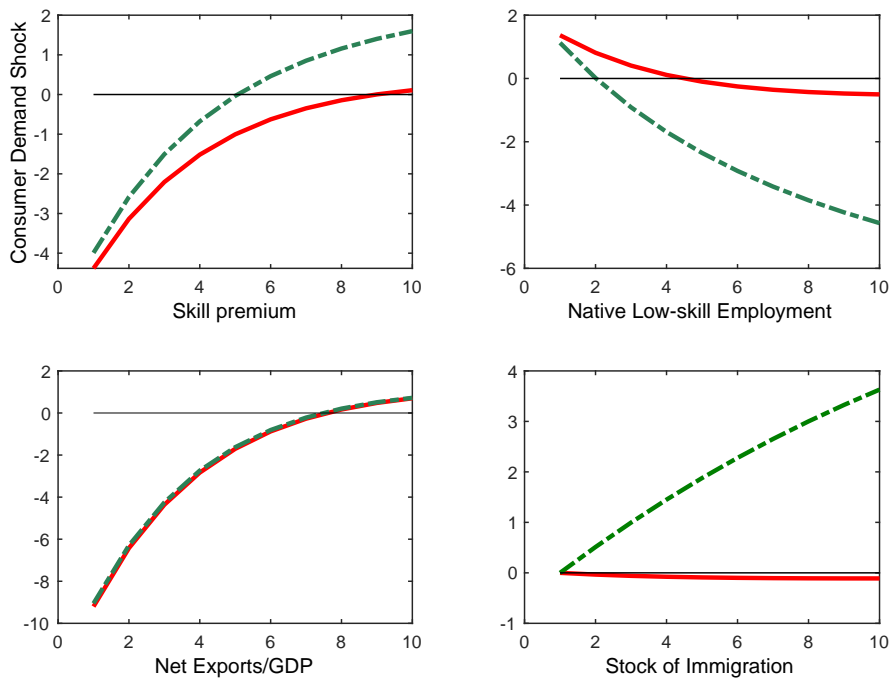 2
1
0
-1
-2
-3
-4
0 2 4 6 8 10
Consumer Demand Shock
Skill premium
2
0
-2
-4
-6
0 2 4 6 8 10
Native Low-skill Employment
2
0
-2
-4
-6
-8
-10
0 2 4 6 8 10
Net Exports/GDP
4
3
2
1
0
-1
0 2 4 6 8 10
Stock of Immigration